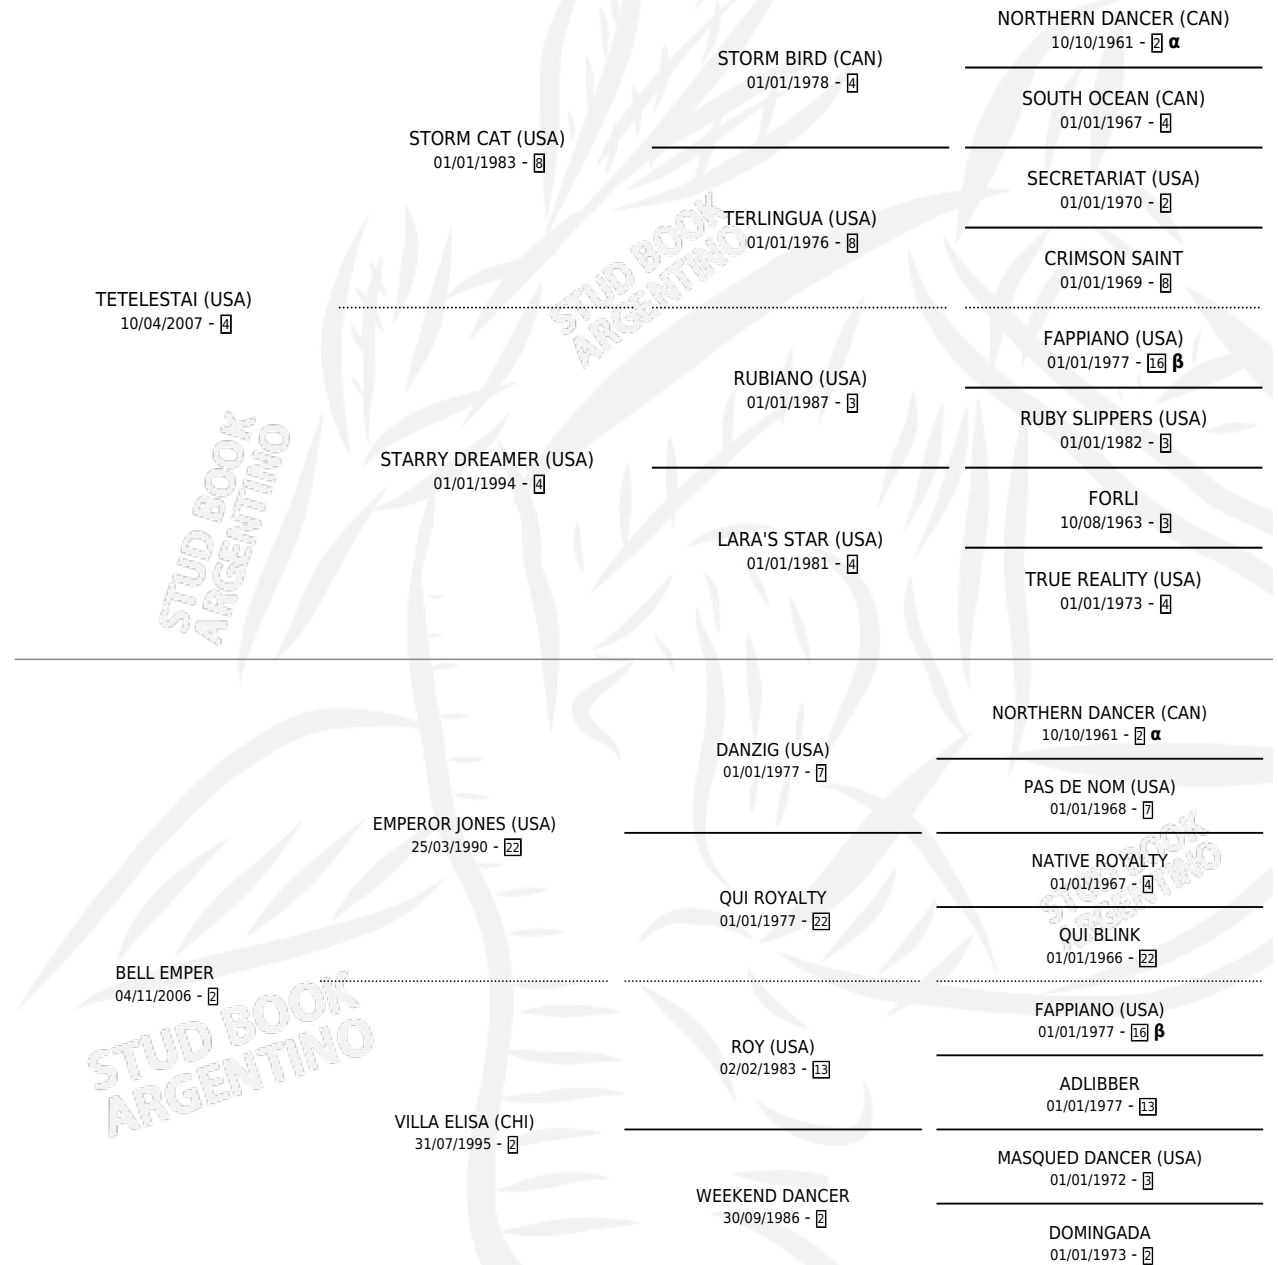 NORTHERN DANCER (CAN)
10/10/1961 - 2 α
STORM BIRD (CAN)
01/01/1978 - 4
SOUTH OCEAN (CAN)
01/01/1967 - 4
STORM CAT (USA)
01/01/1983 - 8
SECRETARIAT (USA)
01/01/1970 - 2
TERLINGUA (USA)
01/01/1976 - 8
CRIMSON SAINT
01/01/1969 - 8
TETELESTAI (USA)
10/04/2007 - 4
FAPPIANO (USA)
01/01/1977 - 16 β
RUBIANO (USA)
01/01/1987 - 3
RUBY SLIPPERS (USA)
01/01/1982 - 3
STARRY DREAMER (USA)
01/01/1994 - 4
FORLI
10/08/1963 - 3
LARA'S STAR (USA)
01/01/1981 - 4
TRUE REALITY (USA)
01/01/1973 - 4
NORTHERN DANCER (CAN)
10/10/1961 - 2 α
DANZIG (USA)
01/01/1977 - 7
PAS DE NOM (USA)
01/01/1968 - 7
EMPEROR JONES (USA)
25/03/1990 - 22
NATIVE ROYALTY
01/01/1967 - 4
QUI ROYALTY
01/01/1977 - 22
QUI BLINK
01/01/1966 - 22
BELL EMPER
04/11/2006 - 2
FAPPIANO (USA)
01/01/1977 - 16 β
ROY (USA)
02/02/1983 - 13
ADLIBBER
01/01/1977 - 13
VILLA ELISA (CHI)
31/07/1995 - 2
MASQUED DANCER (USA)
01/01/1972 - 3
WEEKEND DANCER
30/09/1986 - 2
DOMINGADA
01/01/1973 - 2
STUD BOOK
ARGENTINO
STUD BOOK
ARGENTINO
STUD BOOK
ARGENTINO
STUD BOOK
ARGENTINO